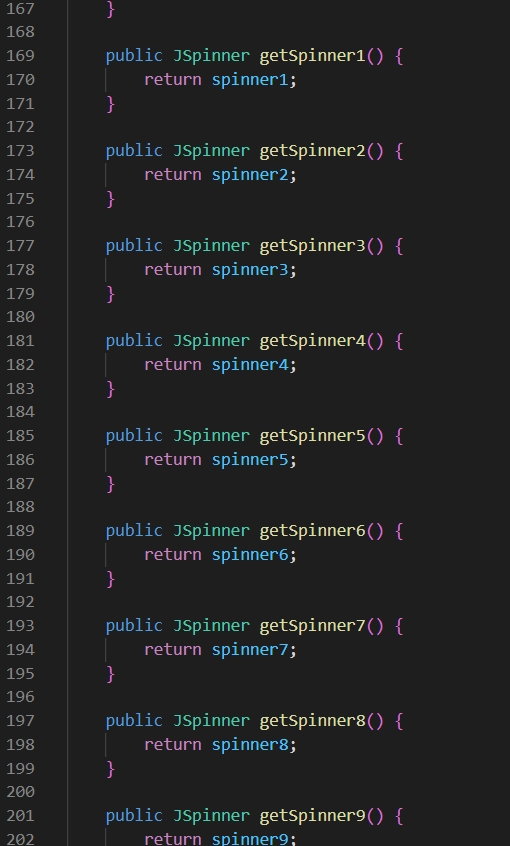 167     }
168
169     public JSpinner getSpinner1() {
170         return spinner1;
171     }
172
173     public JSpinner getSpinner2() {
174         return spinner2;
175     }
176
177     public JSpinner getSpinner3() {
178         return spinner3;
179     }
180
181     public JSpinner getSpinner4() {
182         return spinner4;
183     }
184
185     public JSpinner getSpinner5() {
186         return spinner5;
187     }
188
189     public JSpinner getSpinner6() {
190         return spinner6;
191     }
192
193     public JSpinner getSpinner7() {
194         return spinner7;
195     }
196
197     public JSpinner getSpinner8() {
198         return spinner8;
199     }
200
201     public JSpinner getSpinner9() {
202         return spinner9;